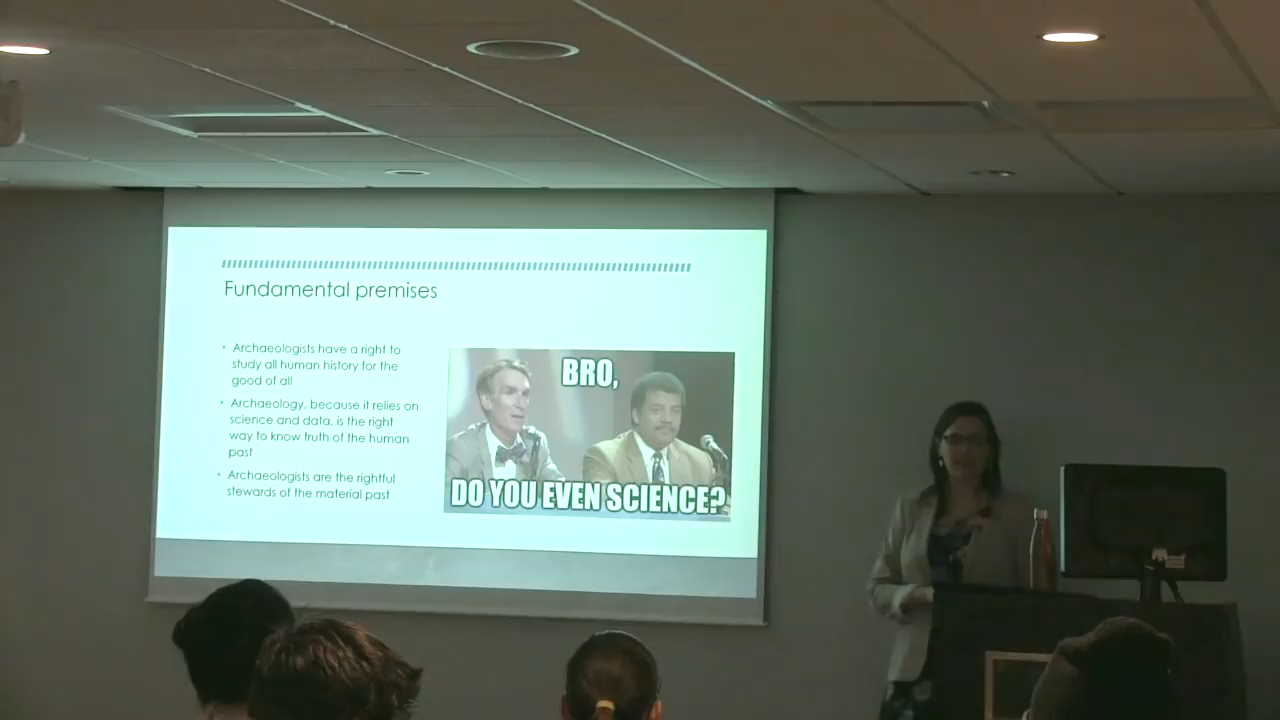 Fundamental premises
• Archaeologists have a right to
study all human history for the
good of all
• Archaeology, because it relies on
science and data, is the right
way to know truth of the human
past
• Archaeologists are the rightful
stewards of the material past
BRO,
DO YOU EVEN SCIENCE?